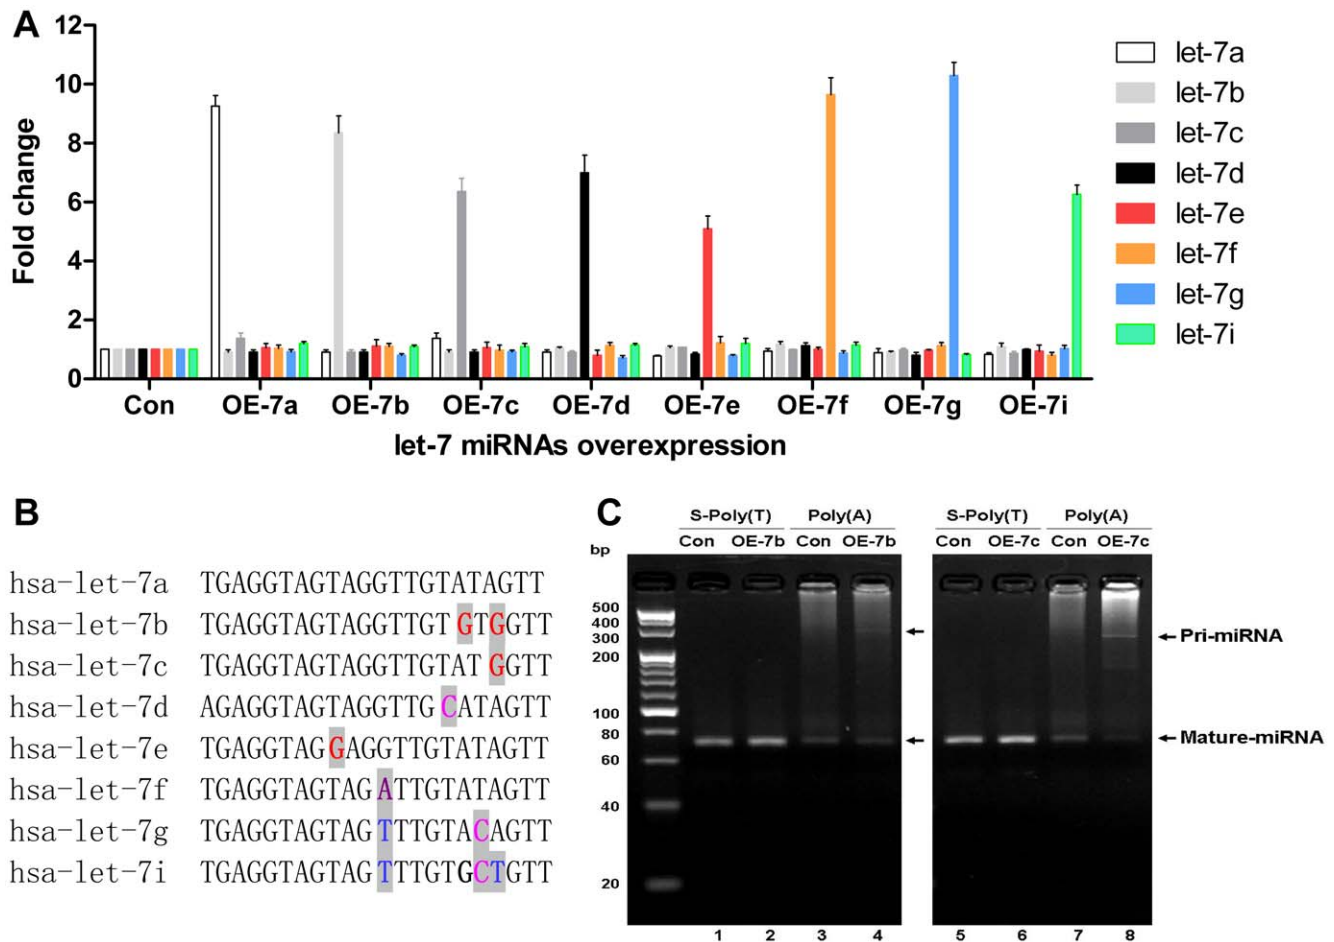 A
Fold change
12
10
8
6
4
2
0
Con OE-7a OE-7b OE-7c OE-7d OE-7e OE-7f OE-7g OE-7i
let-7 miRNAs overexpression
let-7a
let-7b
let-7c
let-7d
let-7e
let-7f
let-7g
let-7i
B
hsa-let-7a TGAGGTAGTAGGTTGTATAGTT
hsa-let-7b TGAGGTAGTAGGTTGTGTGGTT
hsa-let-7c TGAGGTAGTAGGTTGTATGGTT
hsa-let-7d AGAGGTAGTAGGTTGCATAGTT
hsa-let-7e TGAGGTAGGAGGTTGTATAGTT
hsa-let-7f TGAGGTAGTAGATTGTATAGTT
hsa-let-7g TGAGGTAGTAGTTTGTACAGTT
hsa-let-7i TGAGGTAGTAGTTTGTGCTGTT
C
S-Poly(T) Poly(A) S-Poly(T) Poly(A)
Con OE-7b Con OE-7b Con OE-7c Con OE-7c
bp
500
400
300
200
100
80
60
40
20
Pri-miRNA
Mature-miRNA
1 2 3 4 5 6 7 8